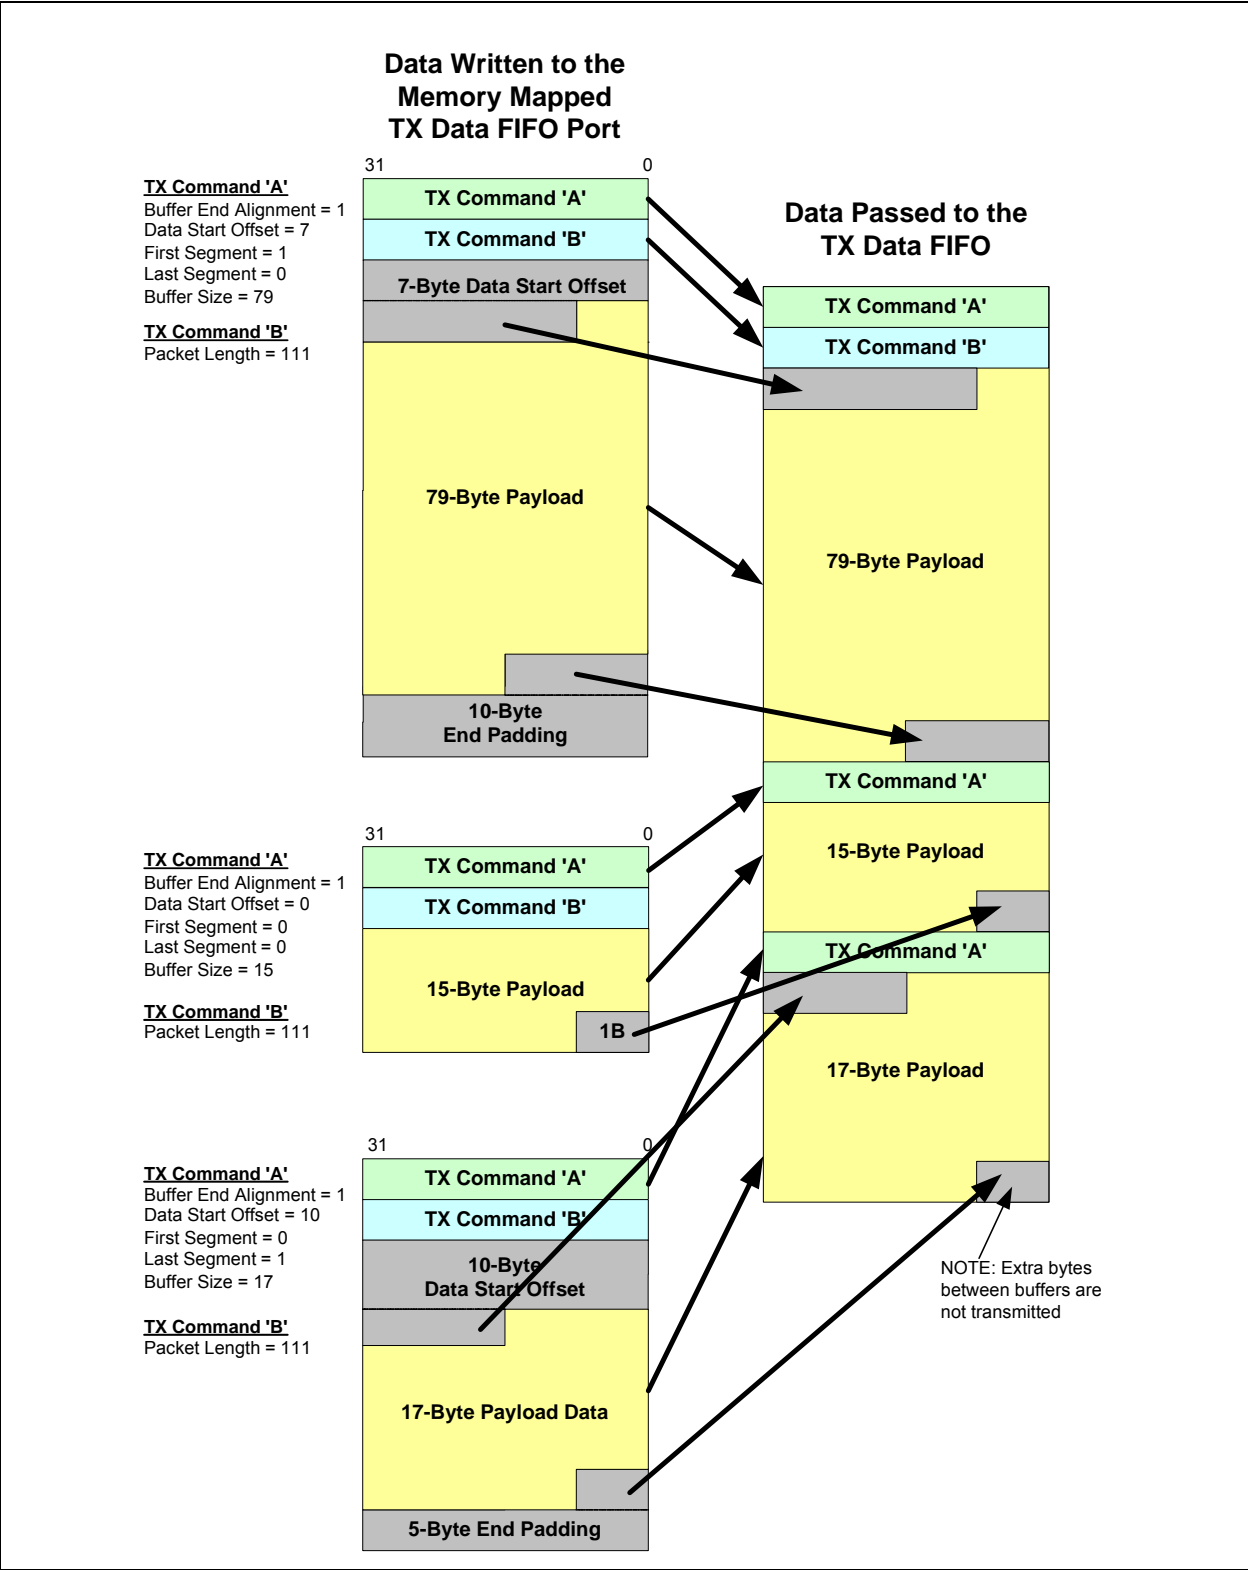 Data Written to the
Memory Mapped
TX Data FIFO Port
31 0
TX Command 'A'
Buffer End Alignment = 1
Data Start Offset = 7
First Segment = 1
Last Segment = 0
Buffer Size = 79
TX Command 'B'
Packet Length = 111
TX Command 'A'
TX Command 'B'
7-Byte Data Start Offset
79-Byte Payload
10-Byte
End Padding
31 0
TX Command 'A'
Buffer End Alignment = 1
Data Start Offset = 0
First Segment = 0
Last Segment = 0
Buffer Size = 15
TX Command 'B'
Packet Length = 111
TX Command 'A'
TX Command 'B'
15-Byte Payload
1B
31 0
TX Command 'A'
Buffer End Alignment = 1
Data Start Offset = 10
First Segment = 0
Last Segment = 1
Buffer Size = 17
TX Command 'B'
Packet Length = 111
TX Command 'A'
TX Command 'B'
10-Byte
Data Start Offset
17-Byte Payload Data
5-Byte End Padding
Data Passed to the
TX Data FIFO
TX Command 'A'
TX Command 'B'
79-Byte Payload
TX Command 'A'
15-Byte Payload
TX Command 'A'
17-Byte Payload
NOTE: Extra bytes
between buffers are
not transmitted